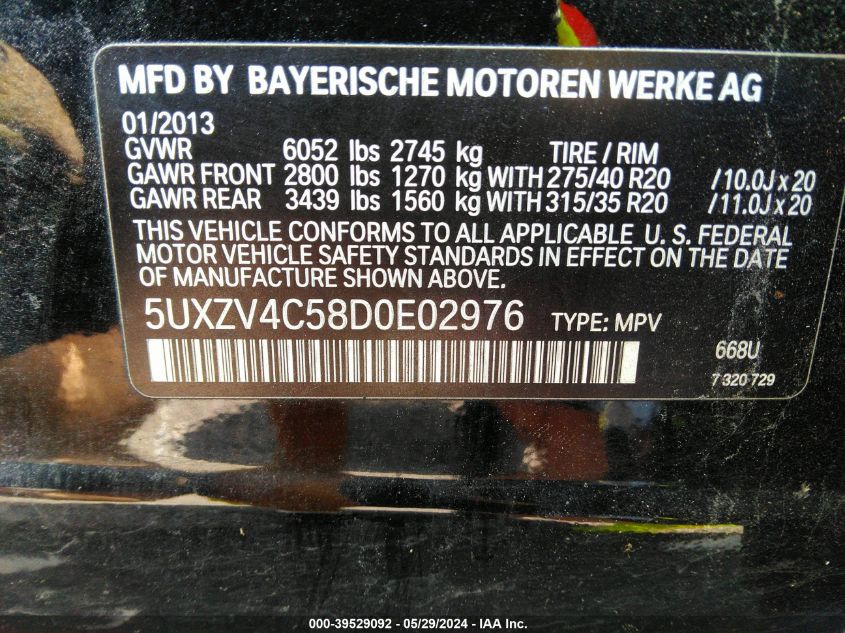 MFD BY BAYERISCHE MOTOREN WERKE AG
01/2013
GVWR 6052 lbs 2745 kg TIRE / RIM
GAWR FRONT 2800 lbs 1270 kg WITH 275/40 R20 /10.0J x 20
GAWR REAR 3439 lbs 1560 kg WITH 315/35 R20 /11.0J x 20
THIS VEHICLE CONFORMS TO ALL APPLICABLE U. S. FEDERAL
MOTOR VEHICLE SAFETY STANDARDS IN EFFECT ON THE DATE
OF MANUFACTURE SHOWN ABOVE.
5UXZV4C58D0E02976 TYPE: MPV
668U
7 320 729
000-39529092 - 05/29/2024 - IAA Inc.